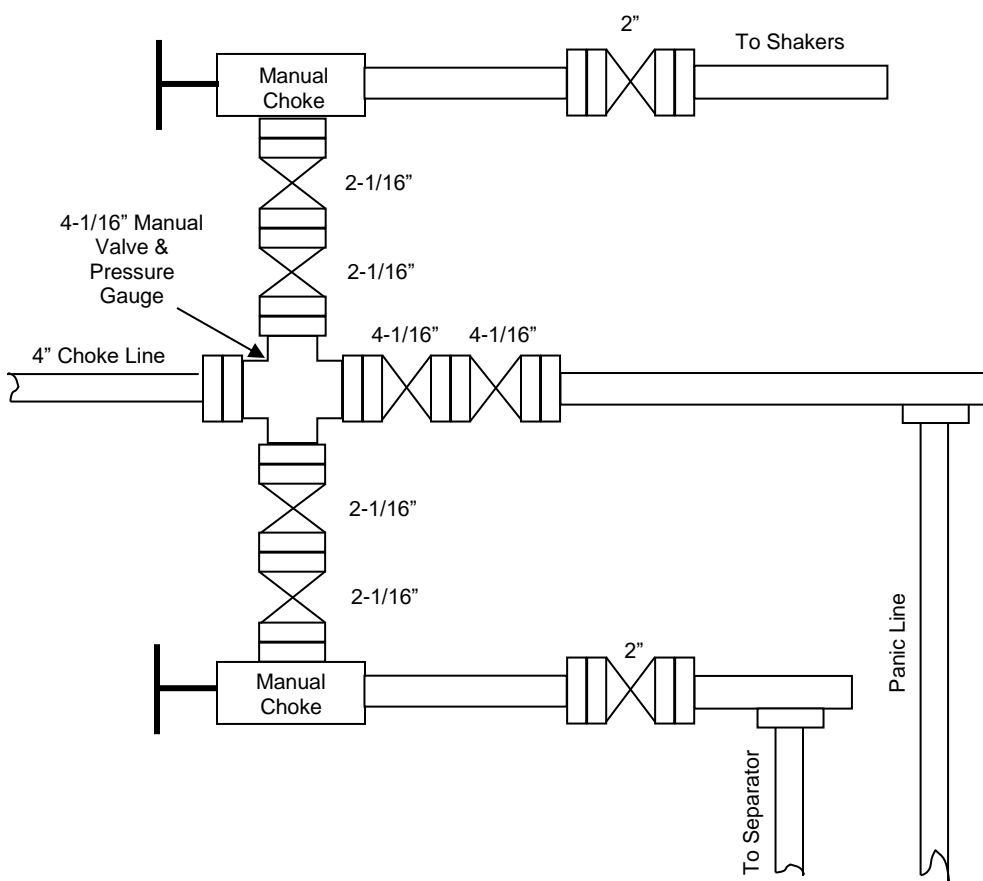 2”
To Shakers
Manual
Choke
2-1/16”
4-1/16” Manual
Valve &
Pressure
Gauge
2-1/16”
4-1/16”
4-1/16”
4” Choke Line
2-1/16”
2-1/16”
2”
Manual
Choke
Panic Line
To Separator